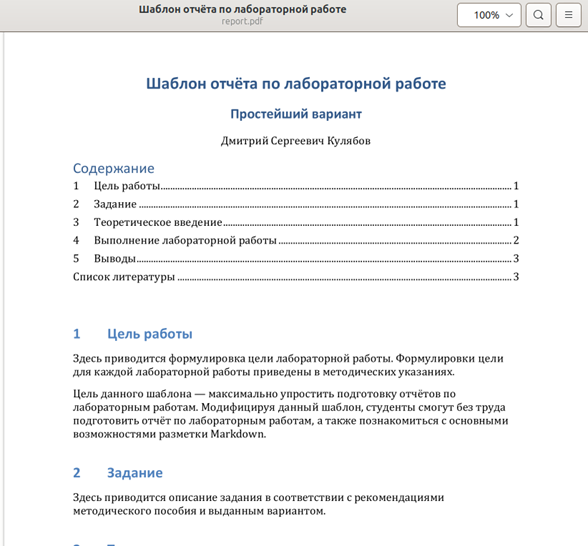 Шаблон отчёта по лабораторной работе
report.pdf
100%
Шаблон отчёта по лабораторной работе
Простейший вариант
Дмитрий Сергеевич Кулябов
Содержание
1 Цель работы 1
2 Задание 1
3 Теоретическое введение 1
4 Выполнение лабораторной работы 2
5 Выводы 3
Список литературы 3
1 Цель работы
Здесь приводится формулировка цели лабораторной работы. Формулировки цели
для каждой лабораторной работы приведены в методических указаниях.
Цель данного шаблона — максимально упростить подготовку отчётов по
лабораторным работам. Модифицируя данный шаблон, студенты смогут без труда
подготовить отчёт по лабораторным работам, а также познакомиться с основными
возможностями разметки Markdown.
2 Задание
Здесь приводится описание задания в соответствии с рекомендациями
методического пособия и выданным вариантом.